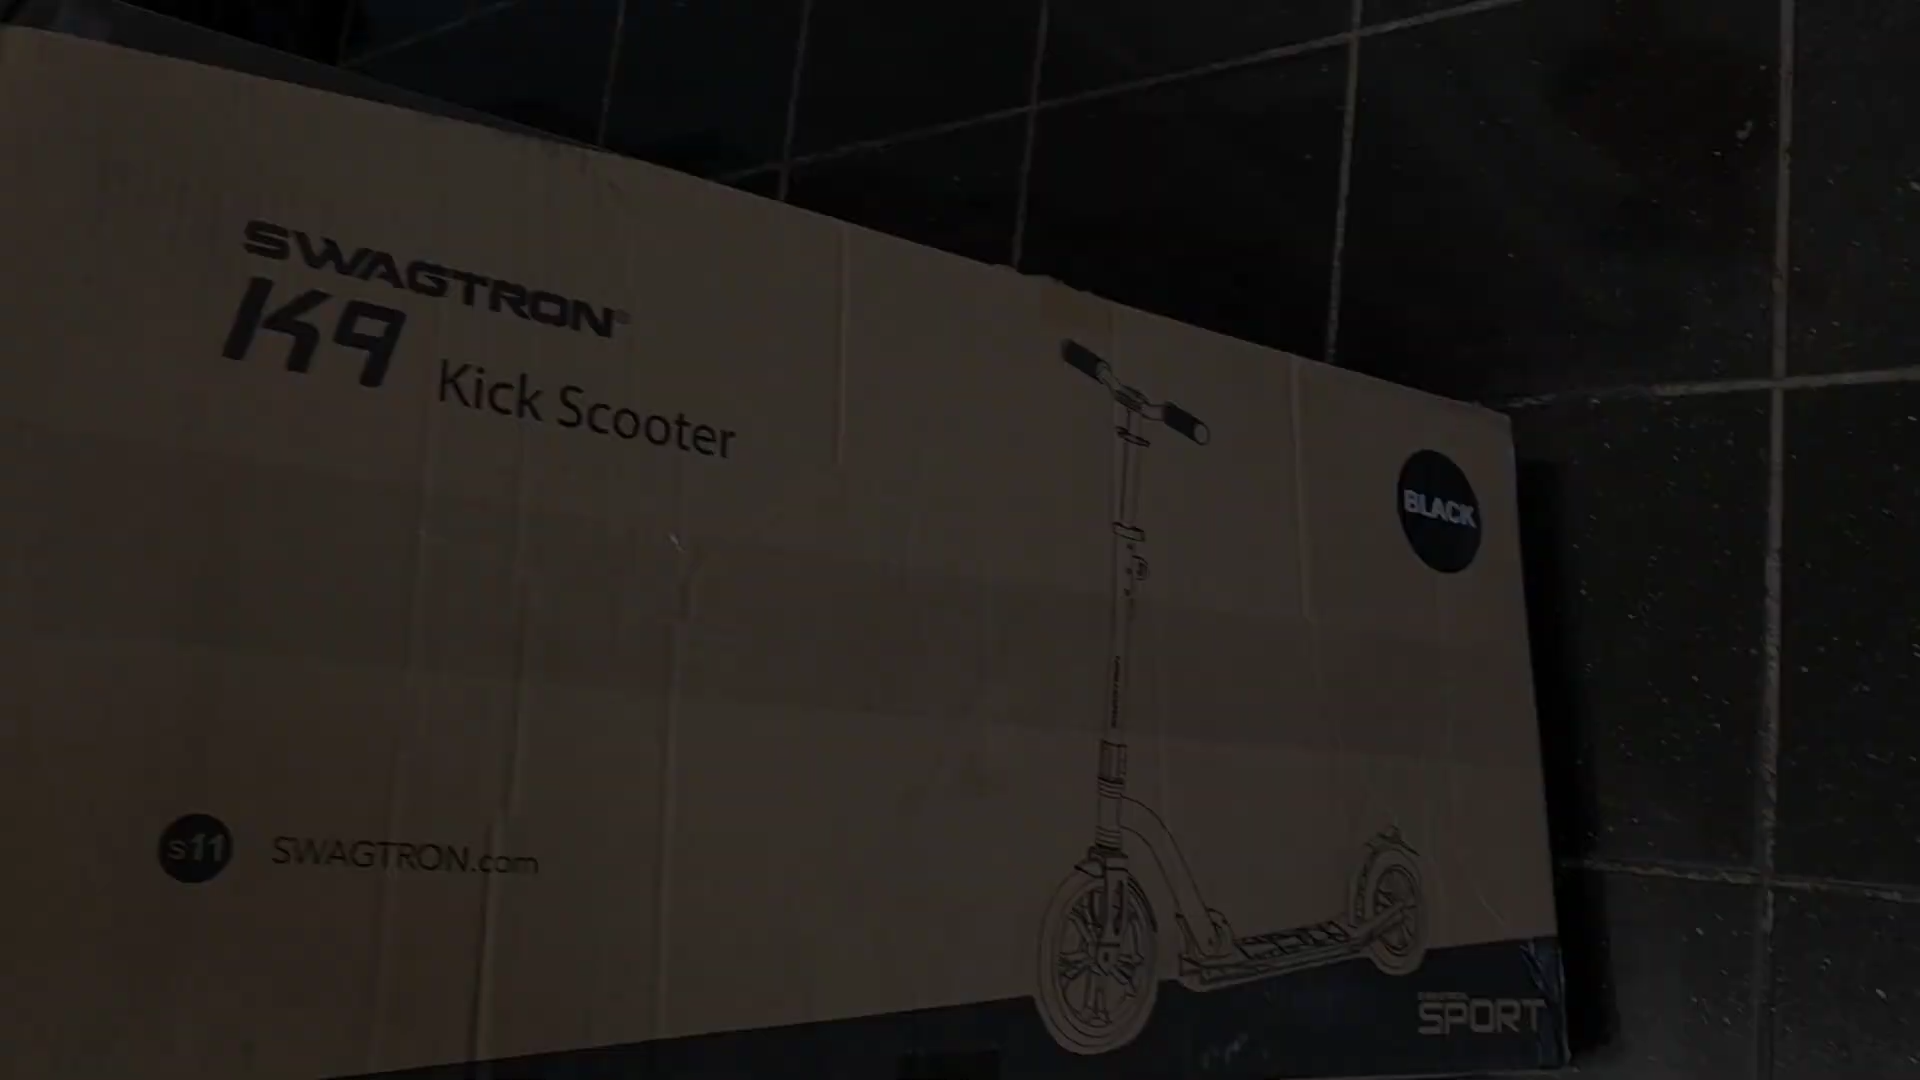 SWAGTRON®
K9 Kick Scooter
BLACK
s11 SWAGTRON.com
SPORT